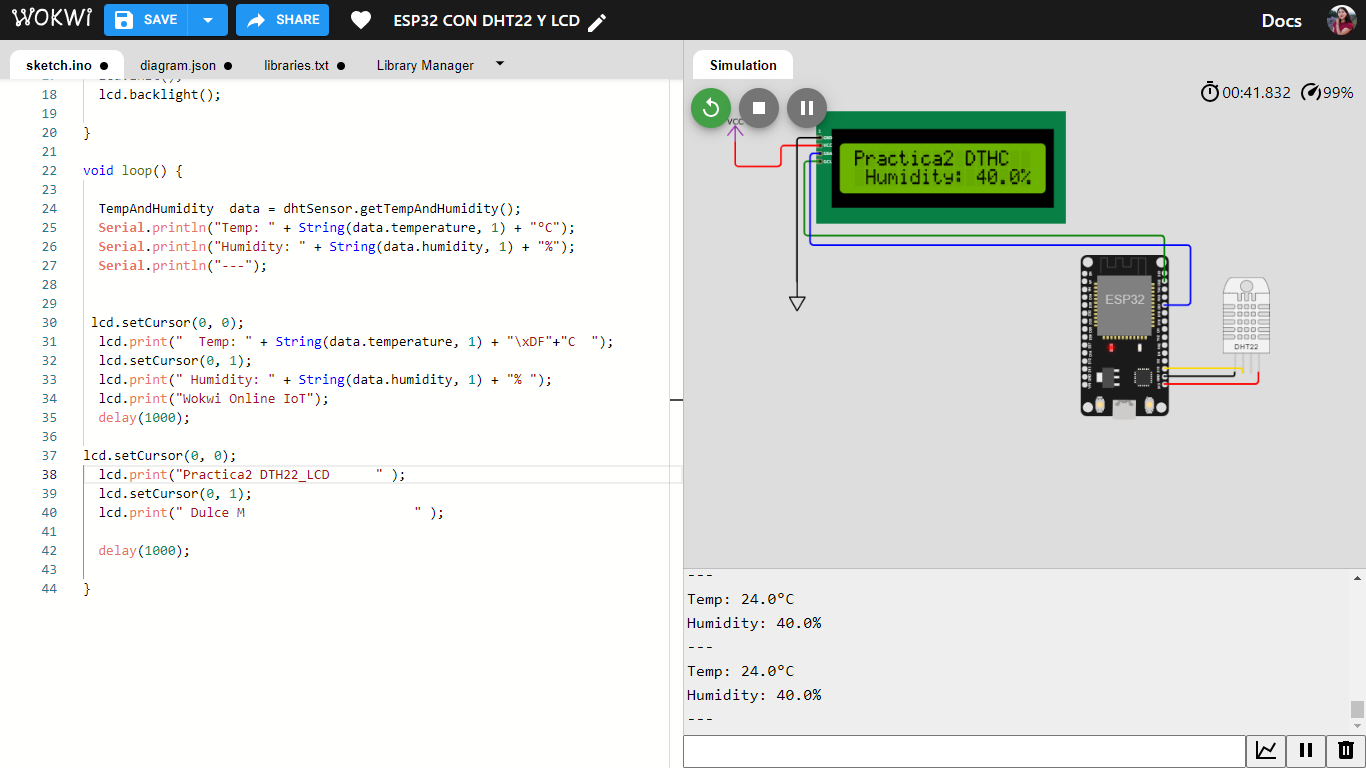 WOKWI SAVE SHARE ESP32 CON DHT22 Y LCD Docs
sketch.ino diagram.json libraries.txt Library Manager
18 lcd.backlight();
19
20 }
21
22 void loop() {
23
24 TempAndHumidity  data = dhtSensor.getTempAndHumidity();
25 Serial.println("Temp: " + String(data.temperature, 1) + "°C");
26 Serial.println("Humidity: " + String(data.humidity, 1) + "%");
27 Serial.println("---");
28
29
30 lcd.setCursor(0, 0);
31 lcd.print("  Temp: " + String(data.temperature, 1) + "\xDF"+"C  ");
32 lcd.setCursor(0, 1);
33 lcd.print(" Humidity: " + String(data.humidity, 1) + "% ");
34 lcd.print("Wokwi Online IoT");
35 delay(1000);
36
37 lcd.setCursor(0, 0);
38 lcd.print("Practica2 DTH22_LCD      " );
39 lcd.setCursor(0, 1);
40 lcd.print(" Dulce M                      " );
41
42 delay(1000);
43
44 }
Simulation
00:41.832 99%
VCC
Practica2 DTHC
Humidity: 40.0%
ESP32
DHT22
---
Temp: 24.0°C
Humidity: 40.0%
---
Temp: 24.0°C
Humidity: 40.0%
---